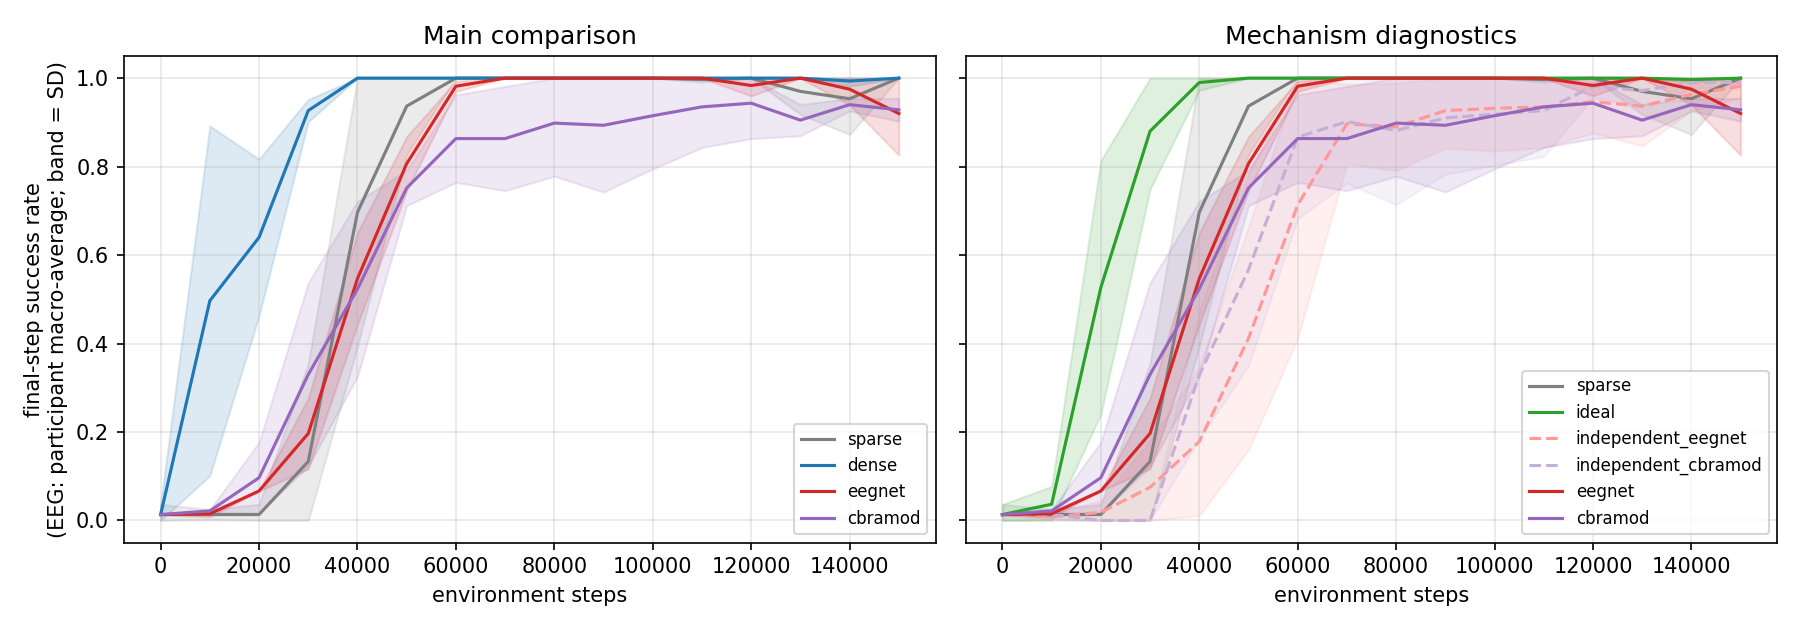 Main comparison
final-step success rate
(EEG: participant macro-average; band = SD)
1.0
0.8
0.6
0.4
0.2
0.0
0 20000 40000 60000 80000 100000 120000 140000
environment steps
sparse
dense
eegnet
cbramod
Mechanism diagnostics
0 20000 40000 60000 80000 100000 120000 140000
environment steps
sparse
ideal
independent_eegnet
independent_cbramod
eegnet
cbramod